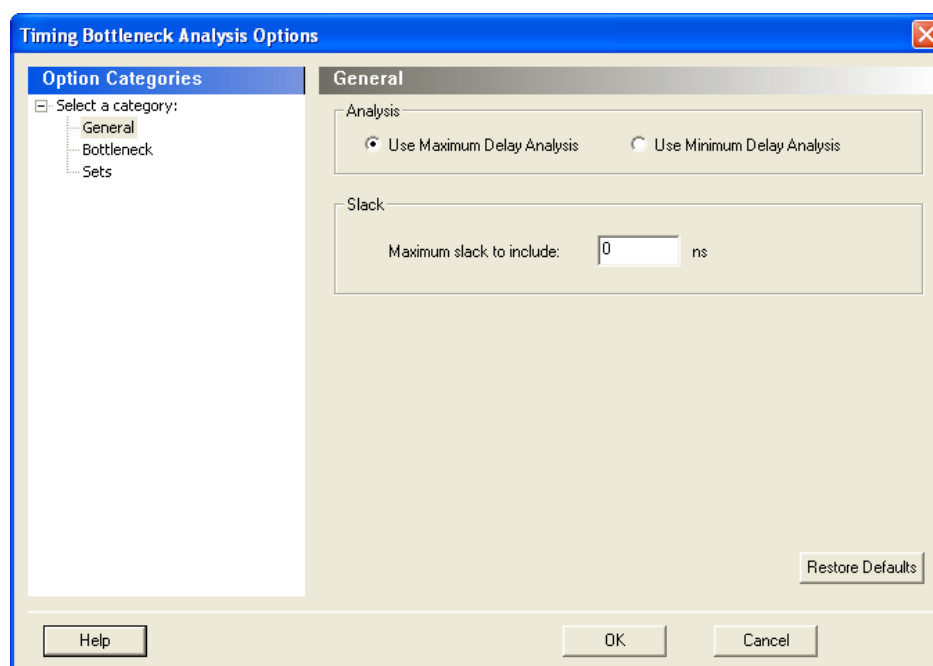 Timing Bottleneck Analysis Options
Option Categories
Select a category:
General
Bottleneck
Sets
General
Analysis
Use Maximum Delay Analysis
Use Minimum Delay Analysis
Slack
Maximum slack to include: 0 ns
Restore Defaults
Help
OK
Cancel